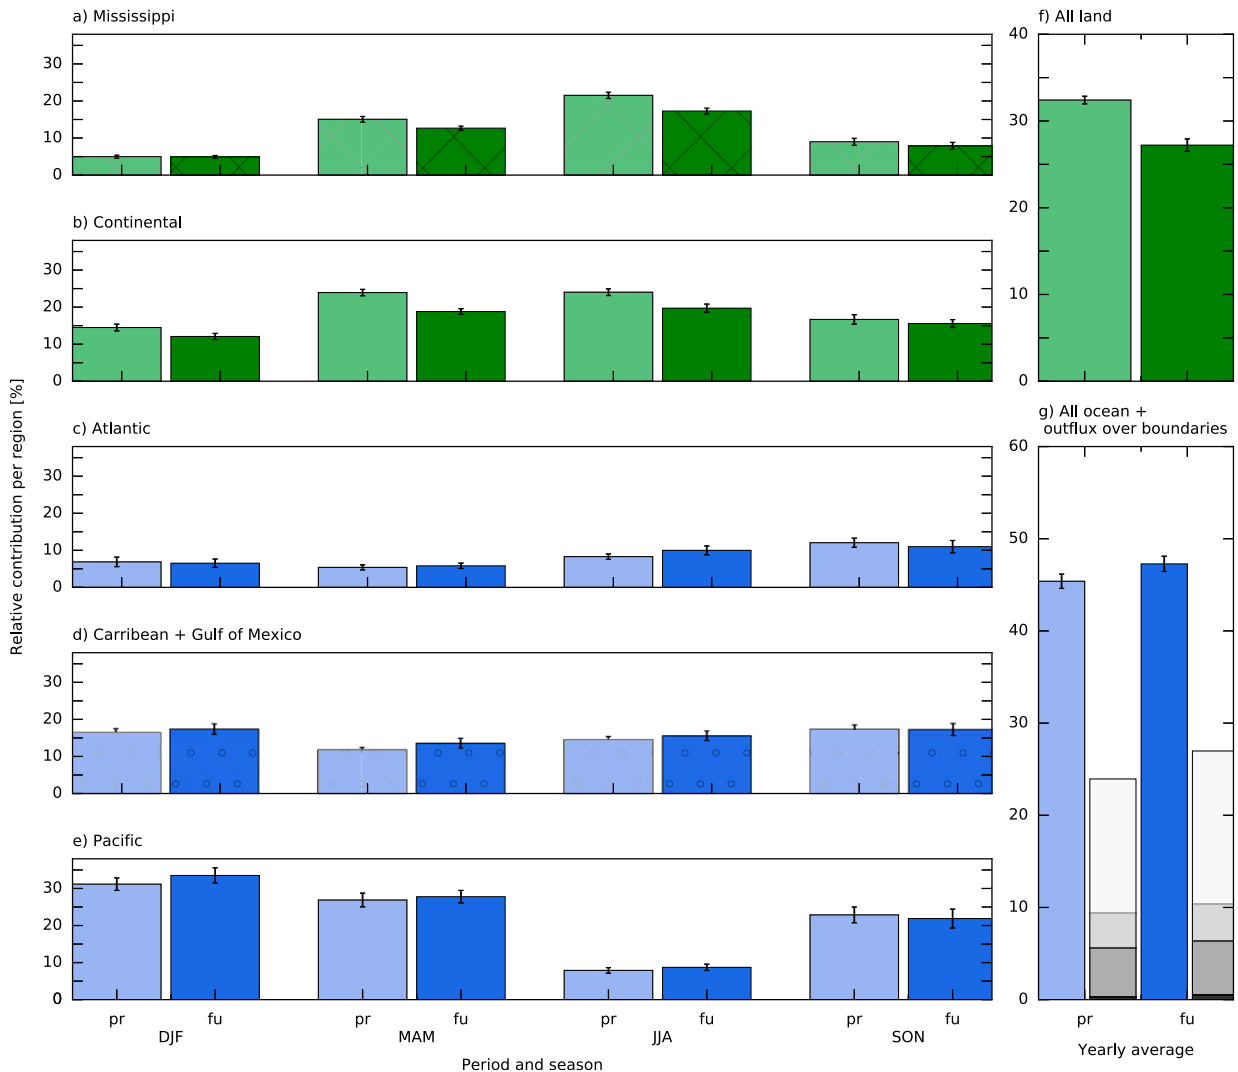 a) Mississippi
30
20
10
0
b) Continental
30
20
10
0
c) Atlantic
30
20
10
0
d) Carribean + Gulf of Mexico
30
20
10
0
e) Pacific
30
20
10
0
pr fu pr fu pr fu pr fu
DJF MAM JJA SON
Period and season
Relative contribution per region [%]
f) All land
40
30
20
10
0
g) All ocean +
outflux over boundaries
60
50
40
30
20
10
0
pr fu
Yearly average